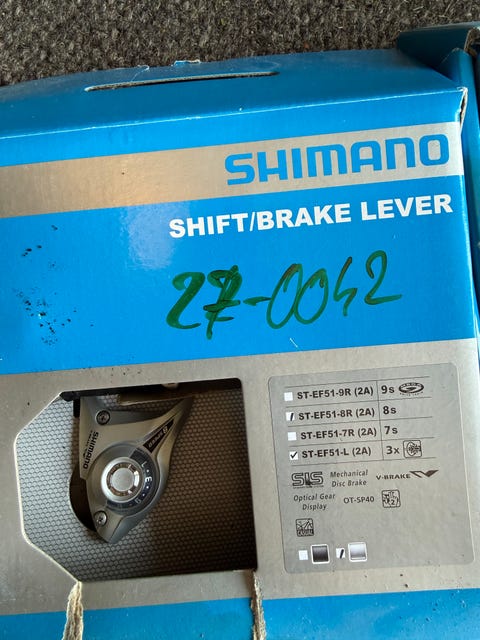 SHIMANO
SHIFT/BRAKE LEVER
27-0042
ST-EF51-9R (2A) 9s
ST-EF51-8R (2A) 8s
ST-EF51-7R (2A) 7s
ST-EF51-L (2A) 3x
SIS Mechanical Disc Brake V-BRAKE
Optical Gear Display OT-SP40
SHIMANO